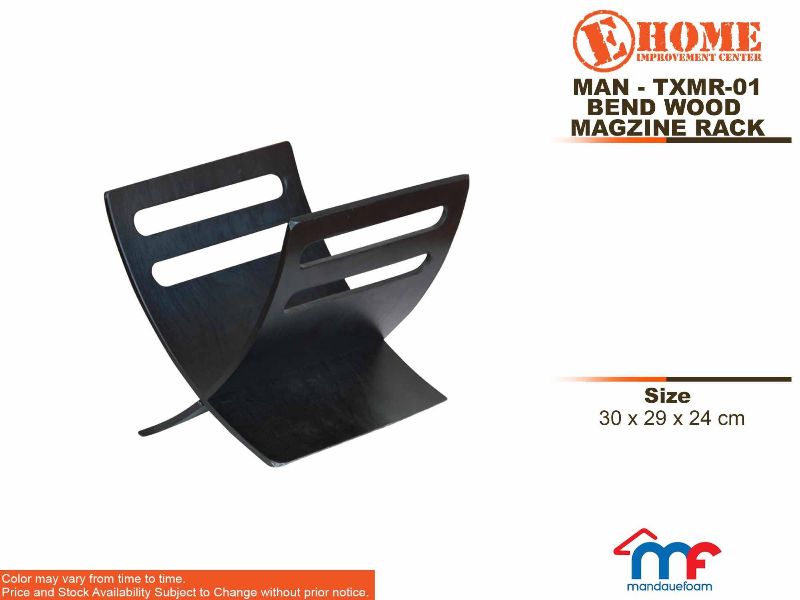 E HOME
IMPROVEMENT CENTER
MAN - TXMR-01
BEND WOOD
MAGZINE RACK
Size
30 x 29 x 24 cm
mf
mandauefoam
Color may vary from time to time.
Price and Stock Availability Subject to Change without prior notice.